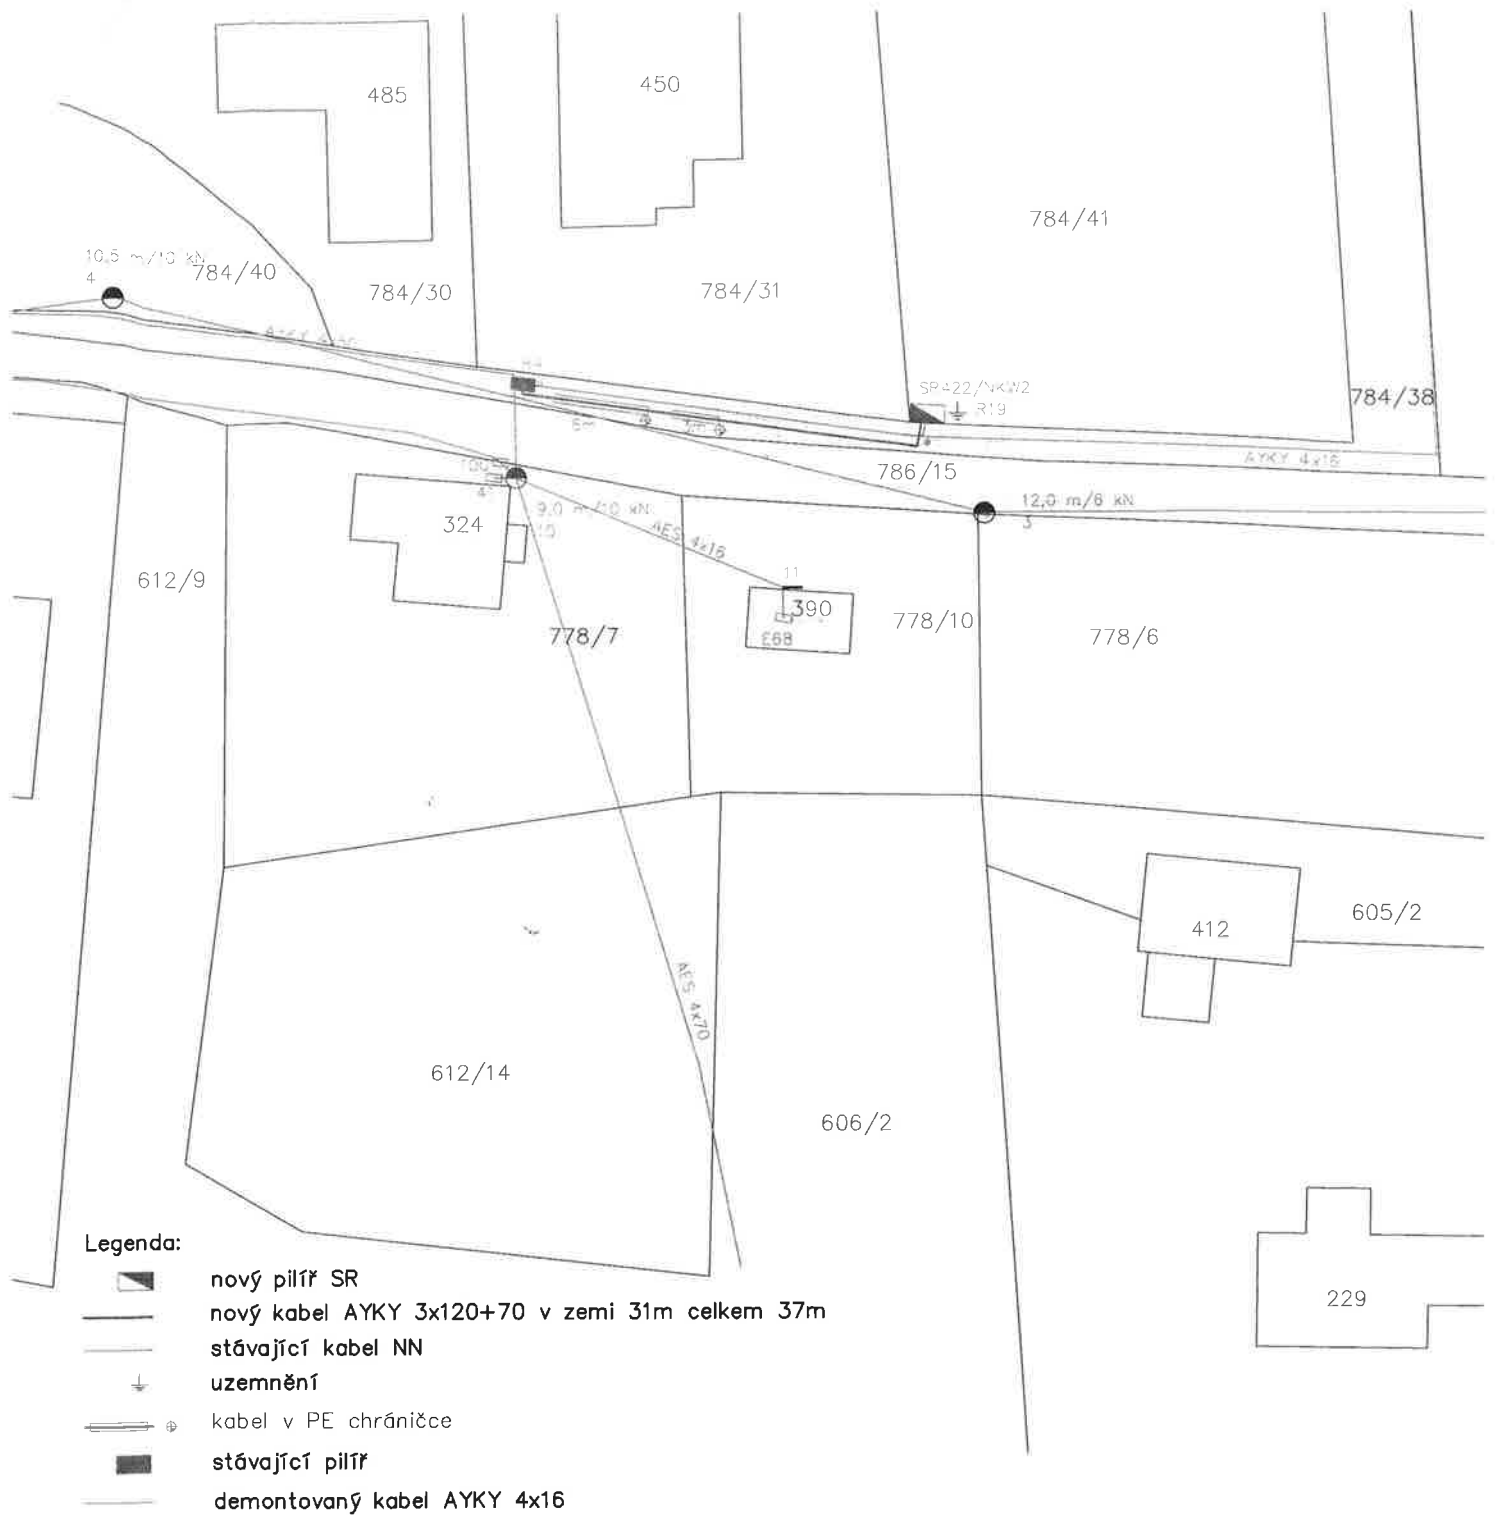 485
450
784/41
10,5 m/10 kN
4
784/40
784/30
784/31
SR422/NKW2
R19
784/38
6m
3m
786/15
AYKY 4x16
12,0 m/6 kN
3
324
9,0 m/10 kN
10
AES 4x16
612/9
11
390
E68
778/7
778/10
778/6
412
605/2
AES 4x70
612/14
606/2
229
Legenda:
nový pilíř SR
nový kabel AYKY 3x120+70 v zemi 31m celkem 37m
stávající kabel NN
uzemnění
kabel v PE chráničce
stávající pilíř
demontovaný kabel AYKY 4x16